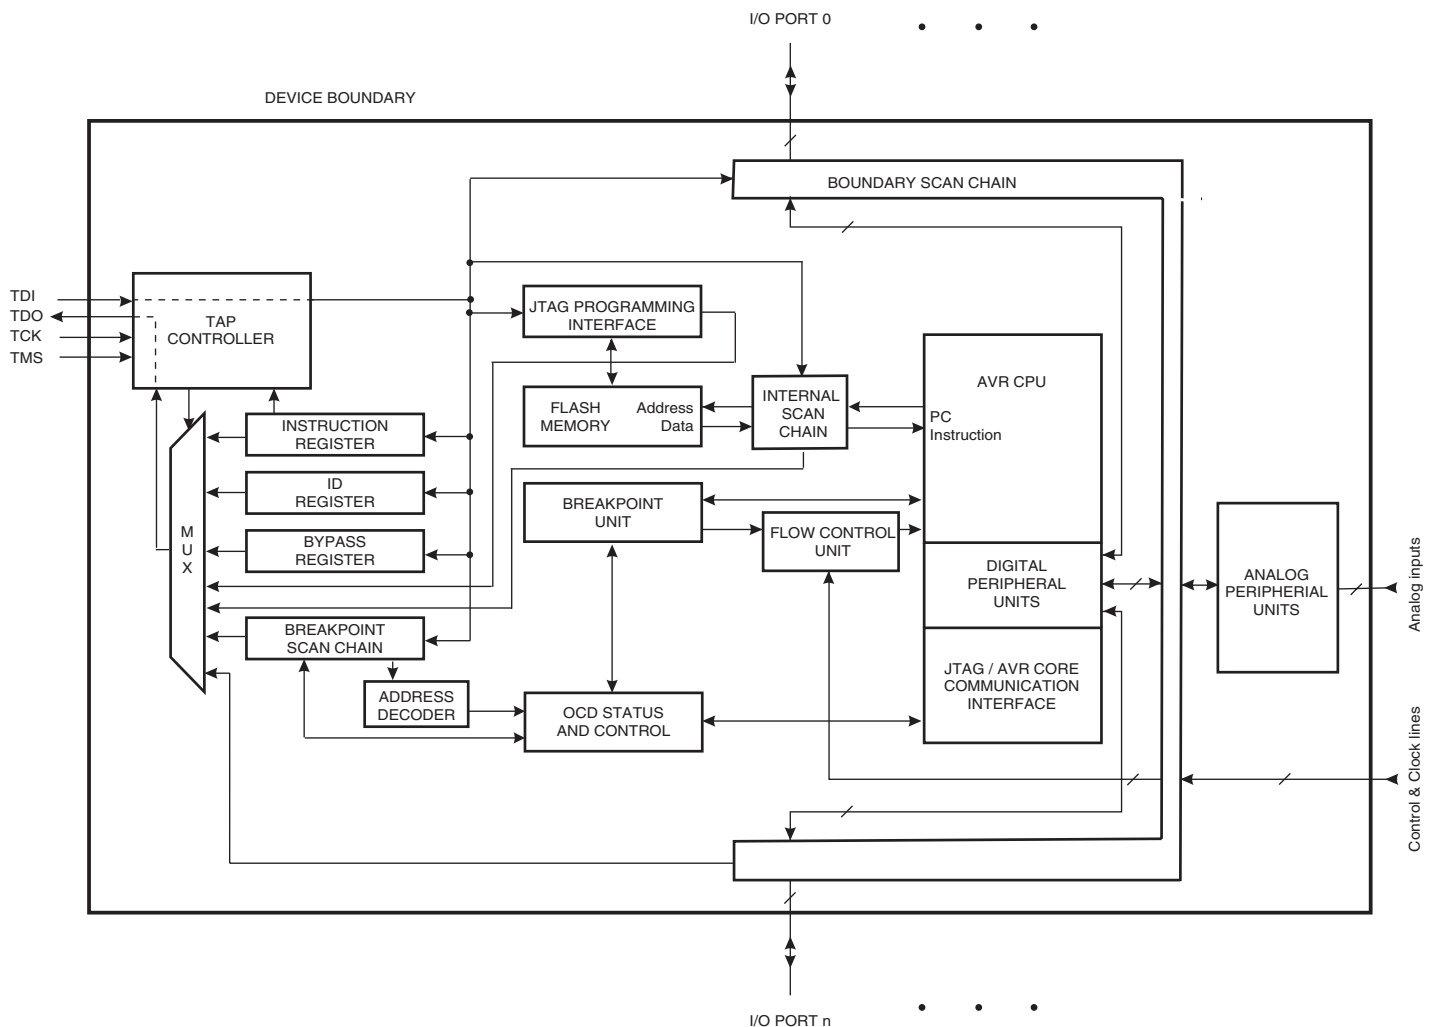 I/O PORT 0
DEVICE BOUNDARY
BOUNDARY SCAN CHAIN
TDI
TDO
TCK
TMS
TAP
CONTROLLER
JTAG PROGRAMMING
INTERFACE
AVR CPU
FLASH
MEMORY
Address
Data
INTERNAL
SCAN
CHAIN
PC
Instruction
INSTRUCTION
REGISTER
ID
REGISTER
BREAKPOINT
UNIT
FLOW CONTROL
UNIT
M
U
X
BYPASS
REGISTER
DIGITAL
PERIPHERAL
UNITS
ANALOG
PERIPHERIAL
UNITS
Analog inputs
BREAKPOINT
SCAN CHAIN
ADDRESS
DECODER
OCD STATUS
AND CONTROL
JTAG / AVR CORE
COMMUNICATION
INTERFACE
Control & Clock lines
I/O PORT n